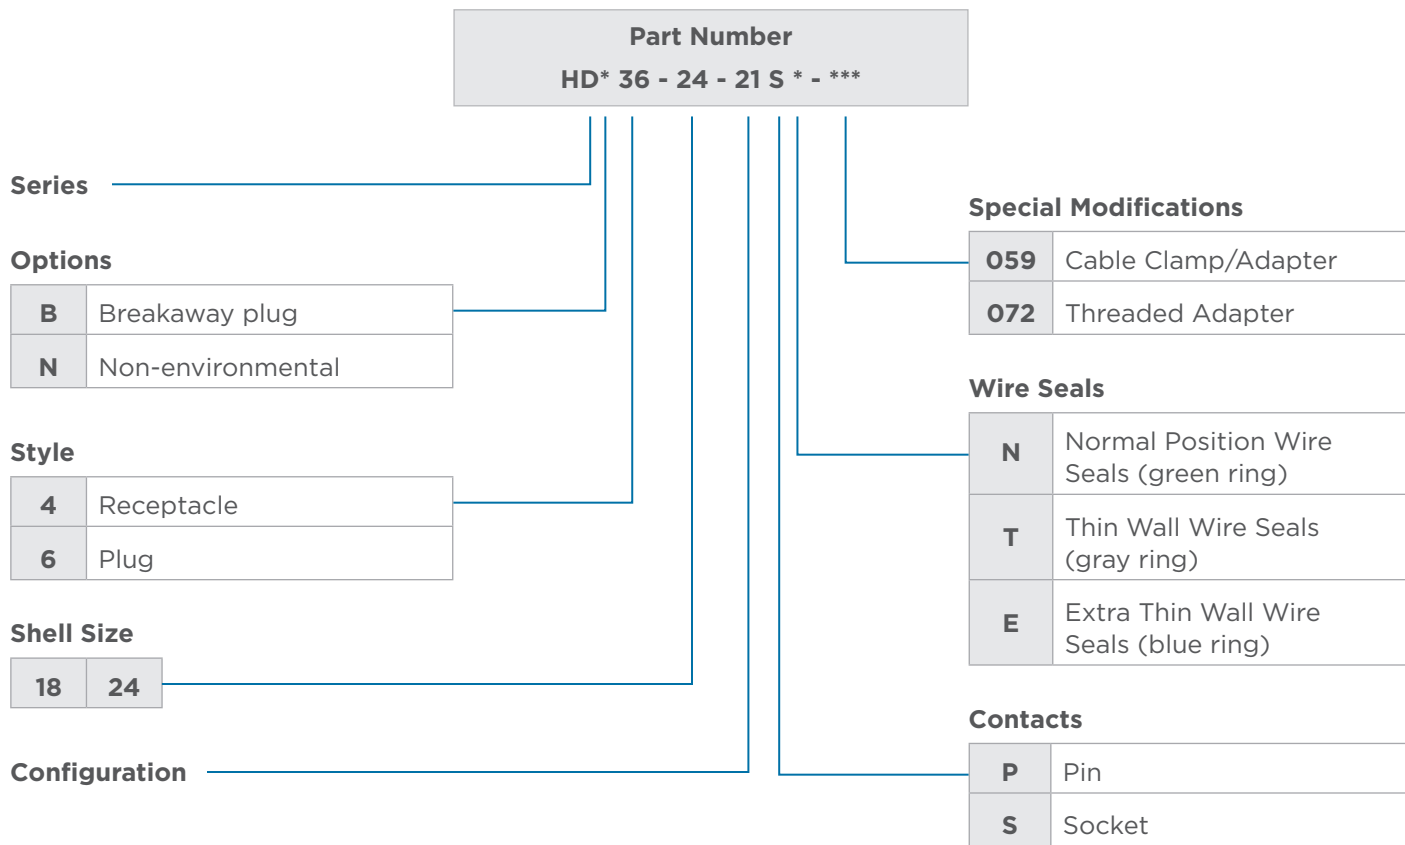 Part Number
HD* 36 - 24 - 21 S * - ***
Series
Options
B Breakaway plug
N Non-environmental
Style
4 Receptacle
6 Plug
Shell Size
18 24
Configuration
Special Modifications
059 Cable Clamp/Adapter
072 Threaded Adapter
Wire Seals
N Normal Position Wire
Seals (green ring)
T Thin Wall Wire Seals
(gray ring)
E Extra Thin Wall Wire
Seals (blue ring)
Contacts
P Pin
S Socket